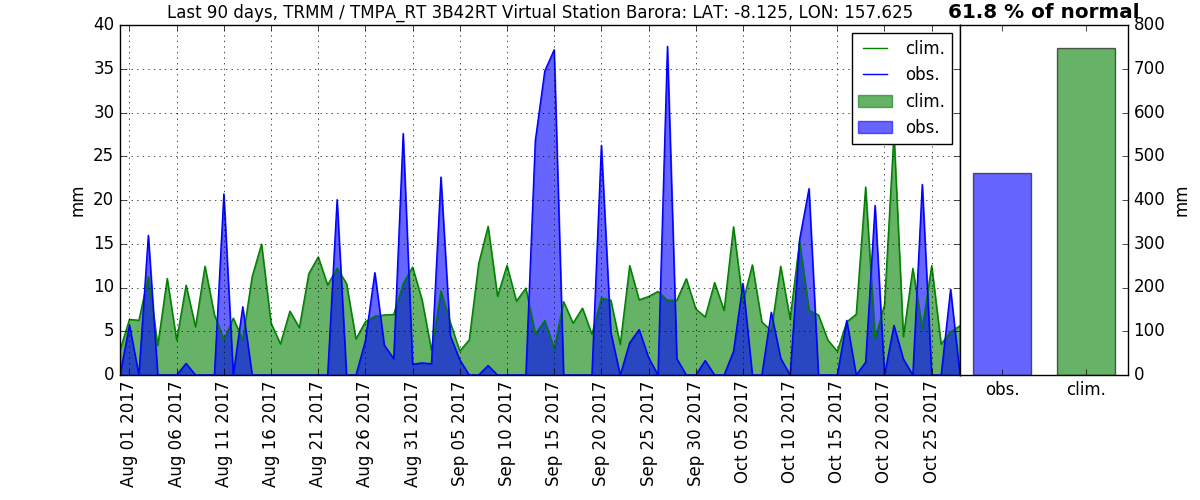 Last 90 days, TRMM / TMPA_RT 3B42RT Virtual Station Barora: LAT: -8.125, LON: 157.625
61.8 % of normal
40
35
30
25
20
15
10
5
0
mm
clim.
obs.
clim.
obs.
800
700
600
500
400
300
200
100
0
mm
obs.
clim.
Aug 01 2017
Aug 06 2017
Aug 11 2017
Aug 16 2017
Aug 21 2017
Aug 26 2017
Aug 31 2017
Sep 05 2017
Sep 10 2017
Sep 15 2017
Sep 20 2017
Sep 25 2017
Sep 30 2017
Oct 05 2017
Oct 10 2017
Oct 15 2017
Oct 20 2017
Oct 25 2017